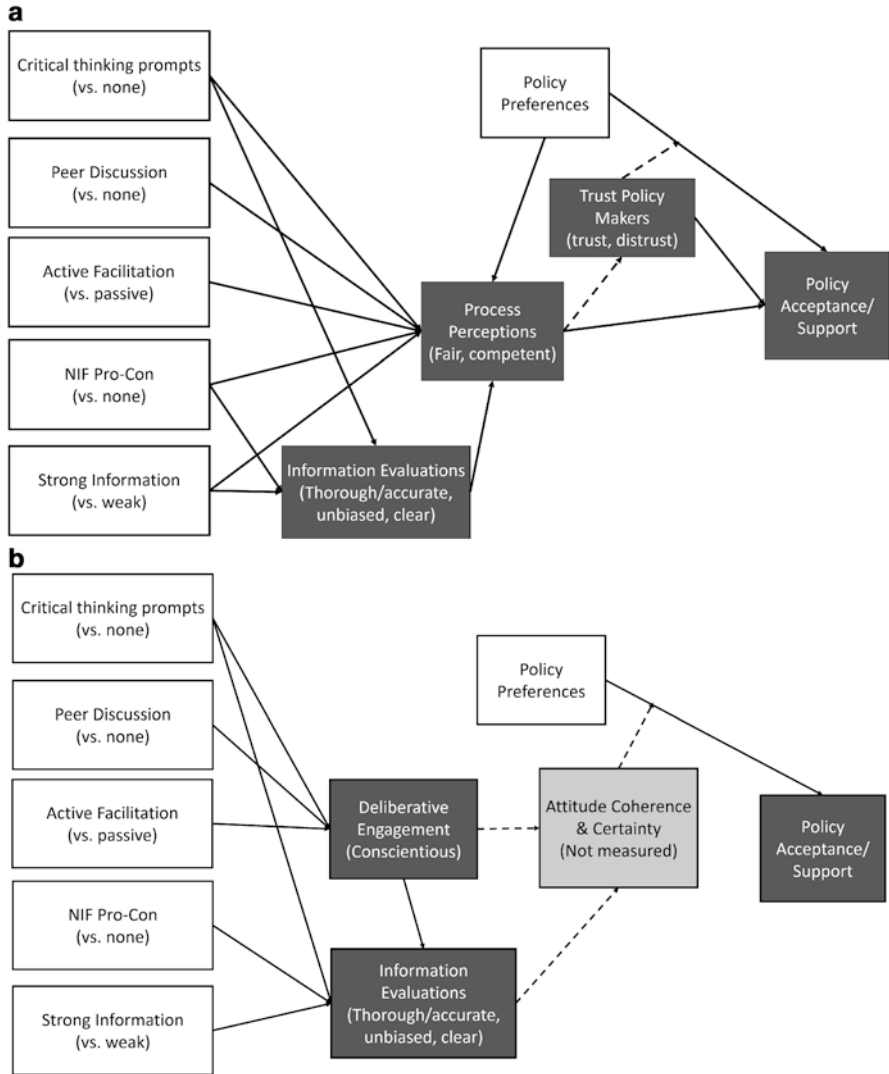 a
Critical thinking prompts
(vs. none)
Policy
Preferences
Peer Discussion
(vs. none)
Trust Policy
Makers
(trust, distrust)
Active Facilitation
(vs. passive)
Policy
Acceptance/
Support
Process
Perceptions
(Fair, competent)
NIF Pro-Con
(vs. none)
Strong Information
(vs. weak)
Information Evaluations
(Thorough/accurate,
unbiased, clear)
b
Critical thinking prompts
(vs. none)
Policy
Preferences
Peer Discussion
(vs. none)
Active Facilitation
(vs. passive)
Deliberative
Engagement
(Conscientious)
Attitude Coherence
& Certainty
(Not measured)
Policy
Acceptance/
Support
NIF Pro-Con
(vs. none)
Information
Evaluations
(Thorough/accurate,
unbiased, clear)
Strong Information
(vs. weak)